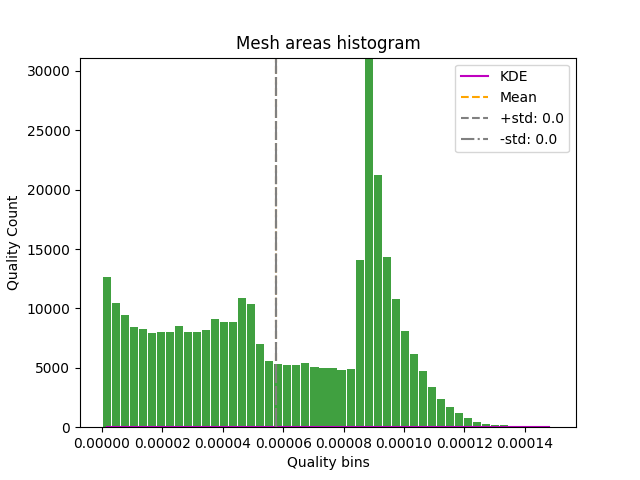 Mesh areas histogram
KDE
Mean
+std: 0.0
-std: 0.0
Quality Count
30000
25000
20000
15000
10000
5000
0
0.00000 0.00002 0.00004 0.00006 0.00008 0.00010 0.00012 0.00014
Quality bins